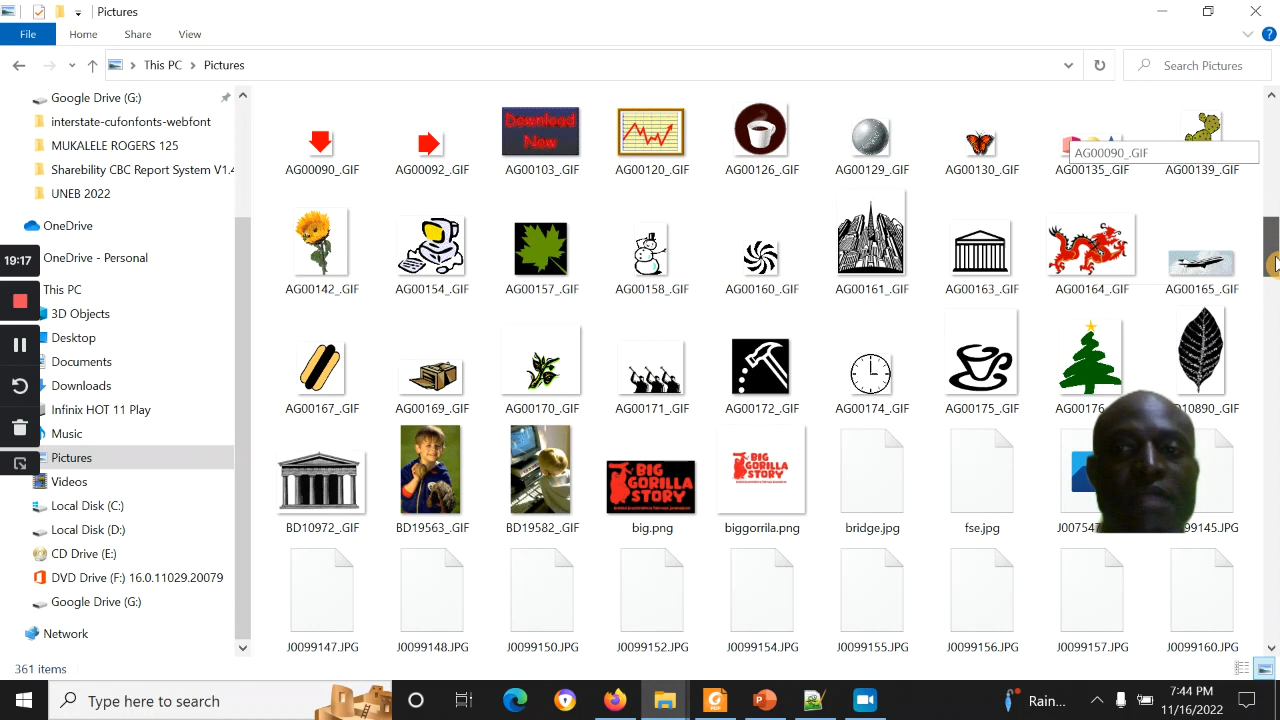 Pictures
File
Home
Share
View
This PC
Pictures
Search Pictures
Google Drive (G:)
interstate-cufonfonts-webfont
MUKALELE ROGERS 125
Sharebility CBC Report System V1.4
UNEB 2022
OneDrive
19:17
OneDrive - Personal
This PC
3D Objects
Desktop
Documents
Downloads
Infinix HOT 11 Play
Music
Pictures
Local Disk (C:)
Local Disk (D:)
CD Drive (E:)
DVD Drive (F:) 16.0.11029.20079
Google Drive (G:)
Network
Download
Now
AG00090_.GIF
AG00090_.GIF AG00092_.GIF AG00103_.GIF AG00120_.GIF AG00126_.GIF AG00129_.GIF AG00130_.GIF AG00135_.GIF AG00139_.GIF
AG00142_.GIF AG00154_.GIF AG00157_.GIF AG00158_.GIF AG00160_.GIF AG00161_.GIF AG00163_.GIF AG00164_.GIF AG00165_.GIF
AG00167_.GIF AG00169_.GIF AG00170_.GIF AG00171_.GIF AG00172_.GIF AG00174_.GIF AG00175_.GIF AG00176
BIG
GORILLA
STORY
BIG
GORILLA
STORY
BD10972_.GIF BD19563_.GIF BD19582_.GIF big.png biggorrila.png bridge.jpg fse.jpg
J0099147.JPG J0099148.JPG J0099150.JPG J0099152.JPG J0099154.JPG J0099155.JPG J0099156.JPG J0099157.JPG J0099160.JPG
361 items
Type here to search
Rain...
7:44 PM
11/16/2022